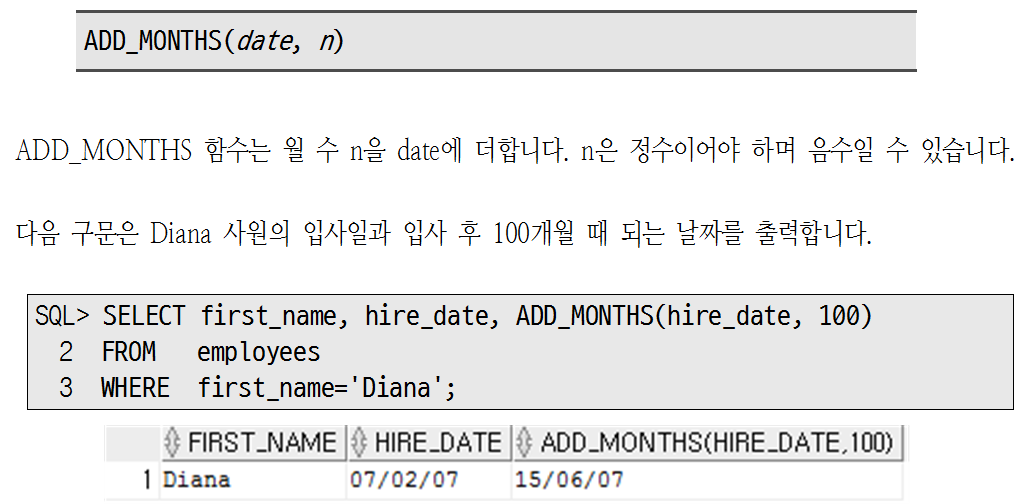 ADD_MONTHS(date, n)
ADD_MONTHS 함수는 월 수 n을 date에 더합니다. n은 정수이어야 하며 음수일 수 있습니다.
다음 구문은 Diana 사원의 입사일과 입사 후 100개월 때 되는 날짜를 출력합니다.
SQL> SELECT first_name, hire_date, ADD_MONTHS(hire_date, 100)
2 FROM employees
3 WHERE first_name='Diana';
FIRST_NAME HIRE_DATE ADD_MONTHS(HIRE_DATE,100)
1 Diana 07/02/07 15/06/07